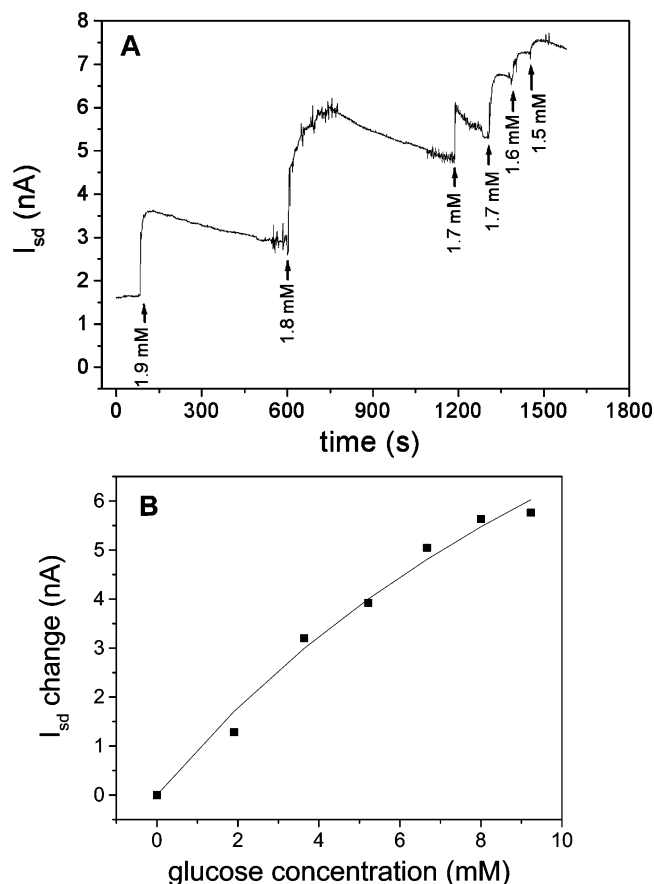 A
8
7
6
5
4
3
2
1
0
I_sd (nA)
1.9 mM
1.8 mM
1.7 mM
1.7 mM
1.6 mM
1.5 mM
0 300 600 900 1200 1500 1800
time (s)
B
6
5
4
3
2
1
0
I_sd change (nA)
0 2 4 6 8 10
glucose concentration (mM)